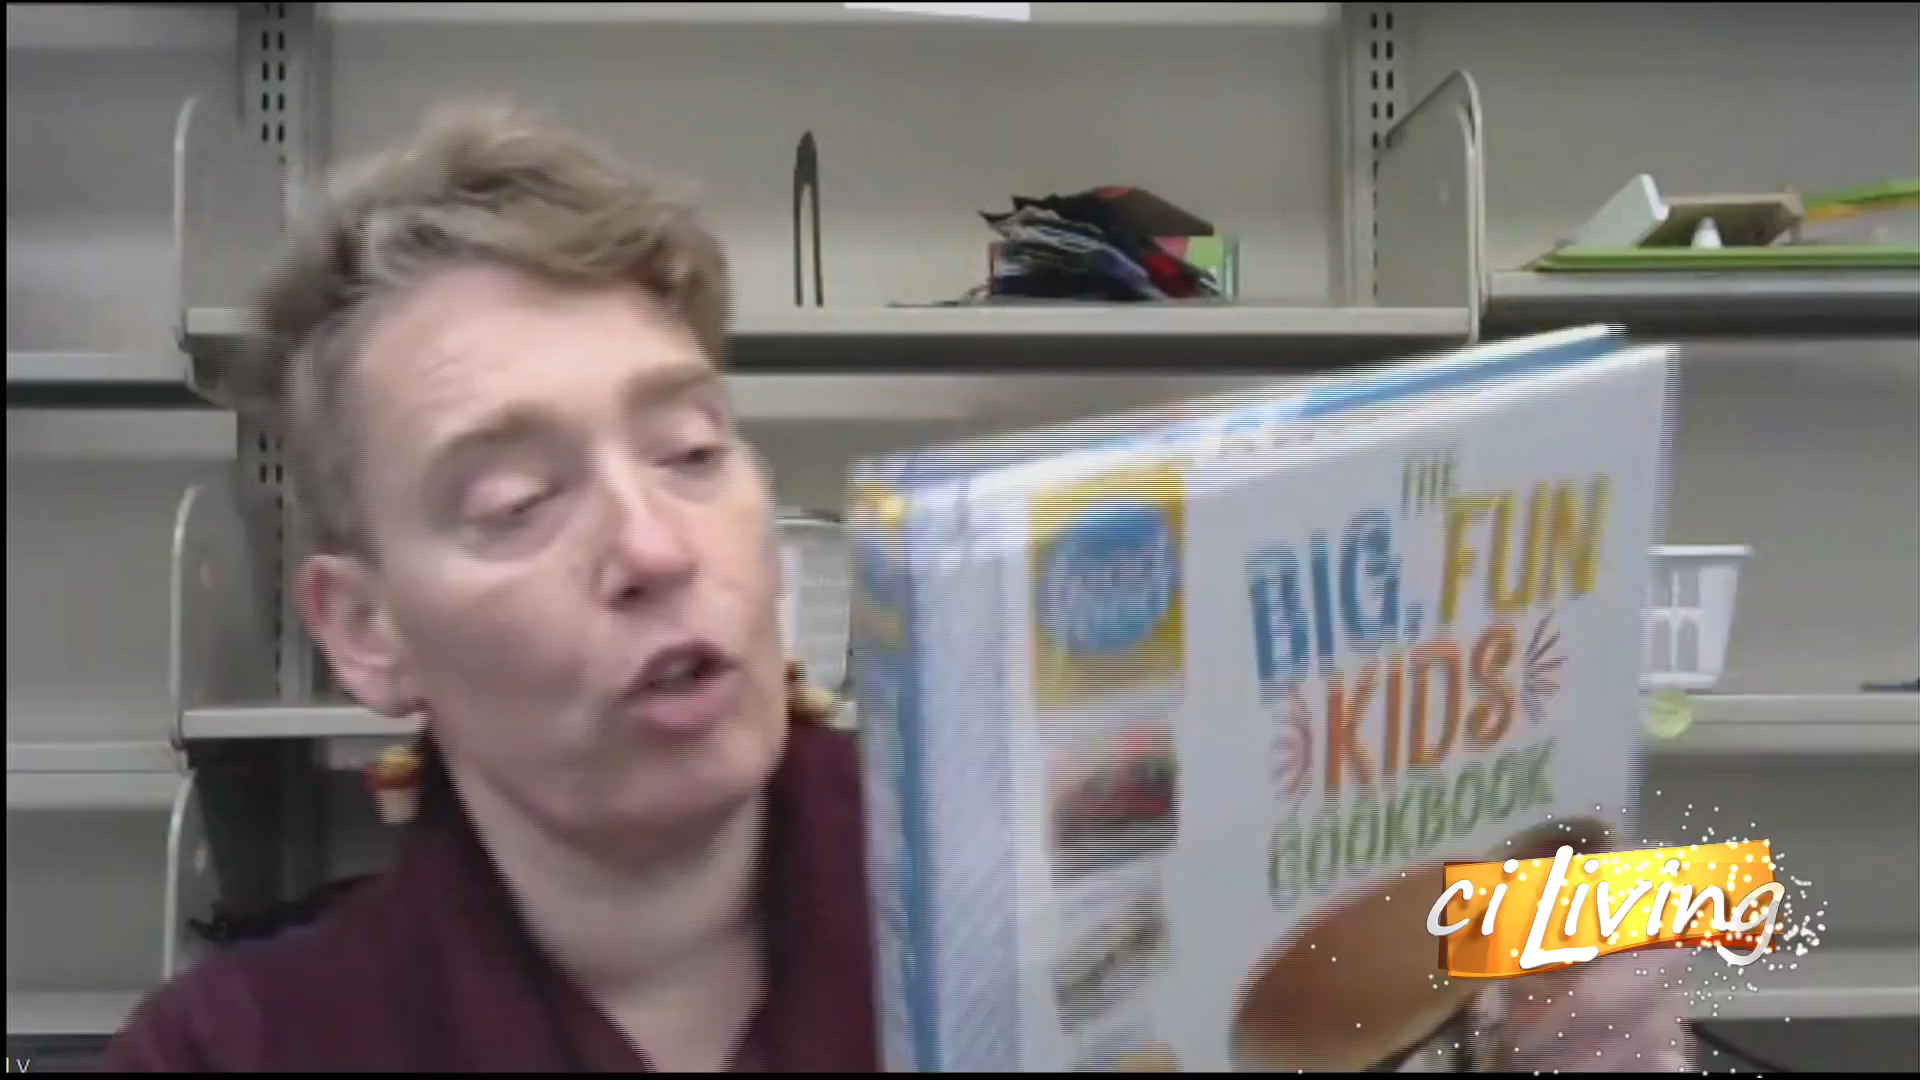 THE
BIG, FUN
KIDS
COOKBOOK
ci Living